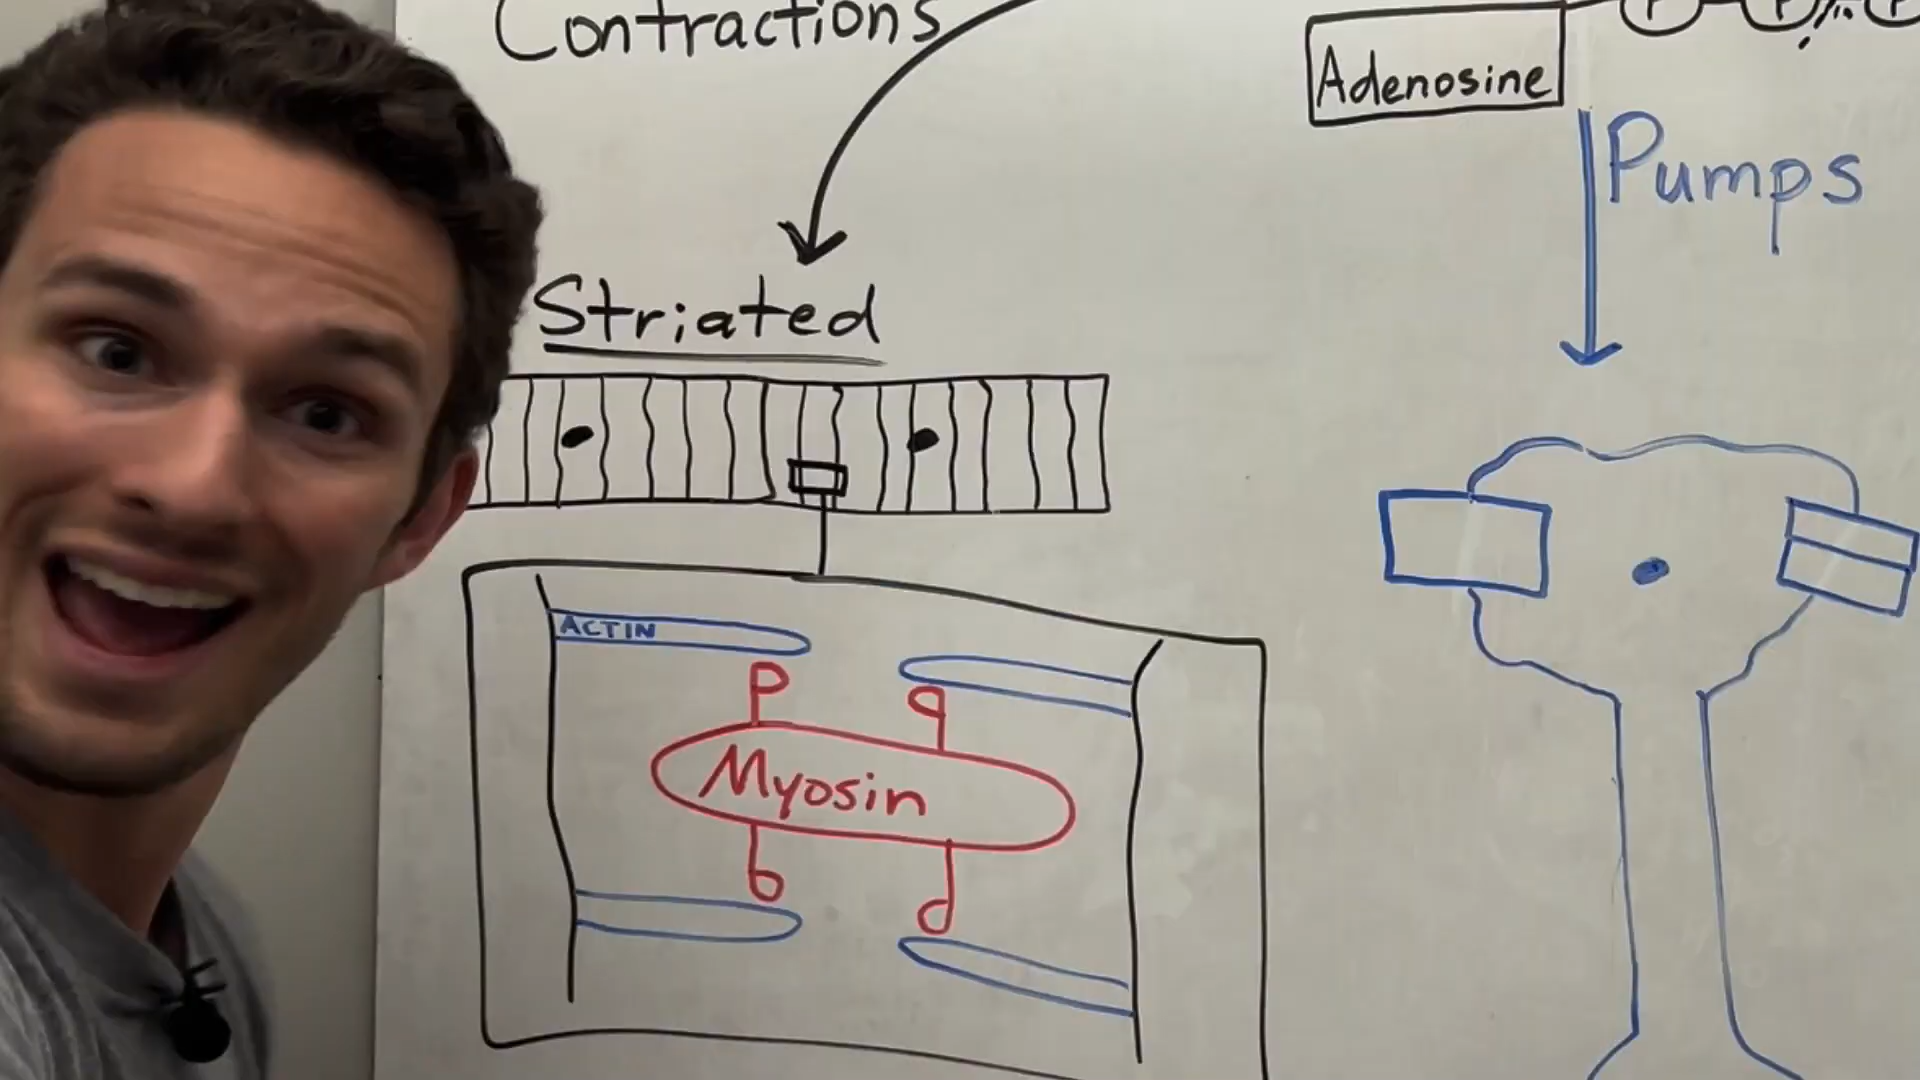 Contractions
P P P
Adenosine
Pumps
Striated
ACTIN
Myosin